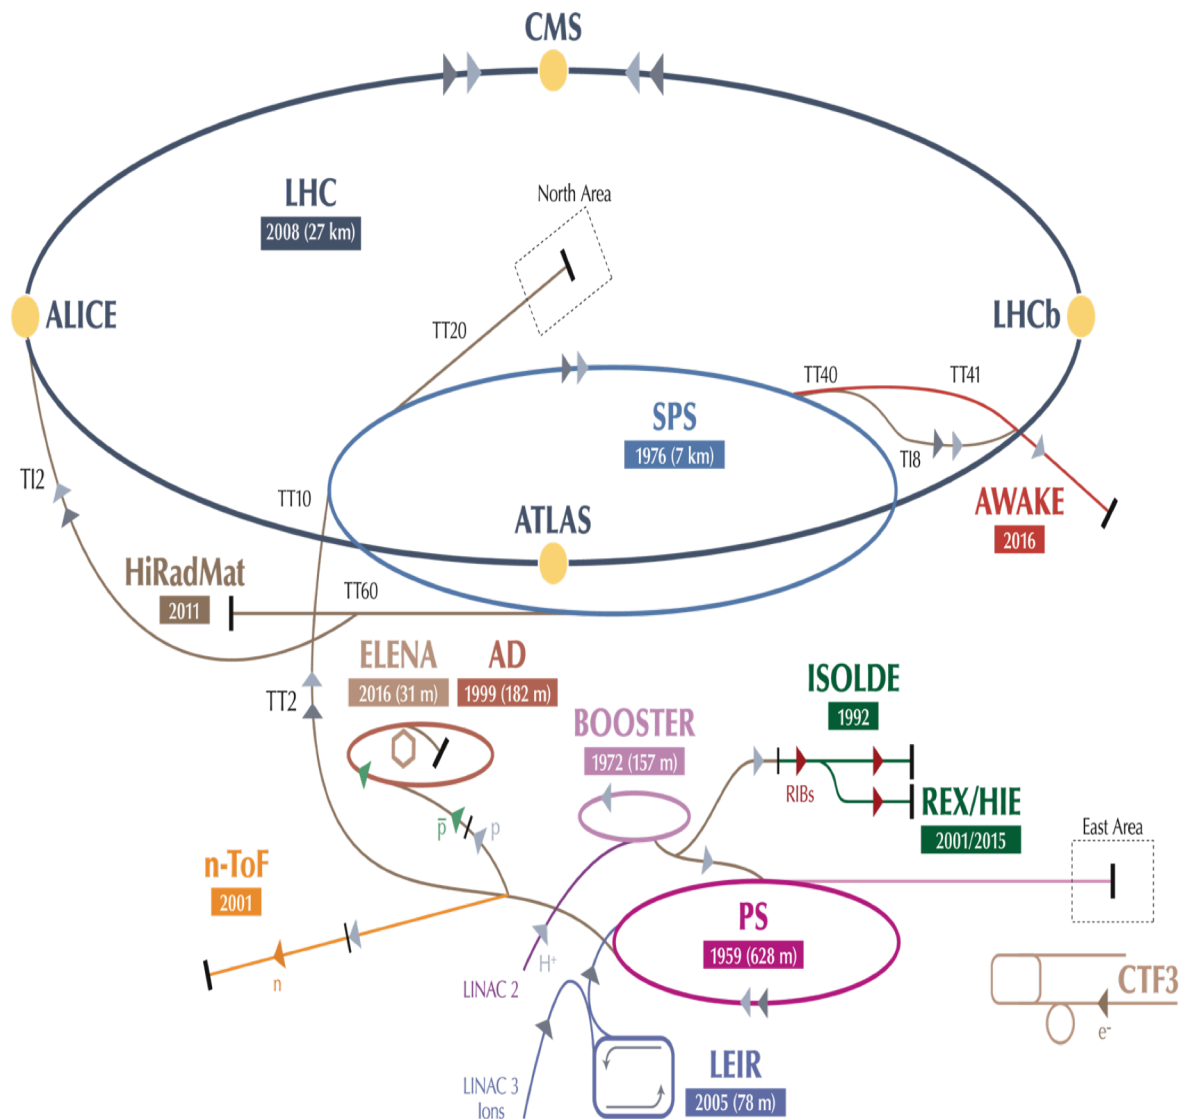 CMS
LHC
2008 (27 km)
North Area
ALICE
LHCb
TT20
TT40
TT41
SPS
1976 (7 km)
TI8
TI2
TT10
ATLAS
AWAKE
2016
HiRadMat
2011
TT60
ELENA
2016 (31 m)
AD
1999 (182 m)
TT2
ISOLDE
1992
BOOSTER
1972 (157 m)
RIBs
REX/HIE
2001/2015
p̅
p
East Area
n-ToF
2001
PS
1959 (628 m)
n
H⁺
LINAC 2
CTF3
e⁻
LEIR
2005 (78 m)
LINAC 3
Ions